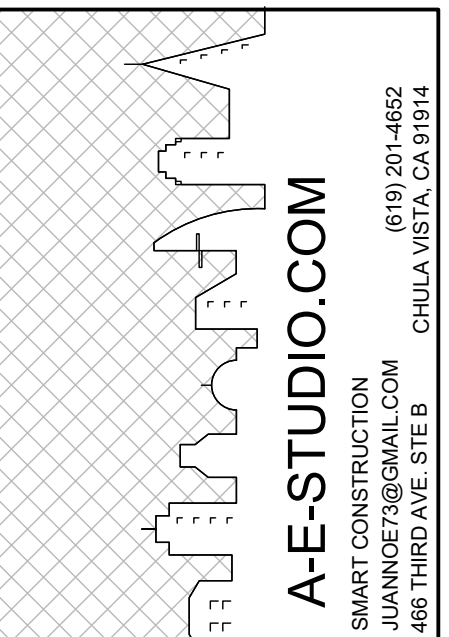 A-E-STUDIO.COM
SMART CONSTRUCTION
JUANNOE73@GMAIL.COM (619) 201-4652
466 THIRD AVE. STE B CHULA VISTA, CA 91914